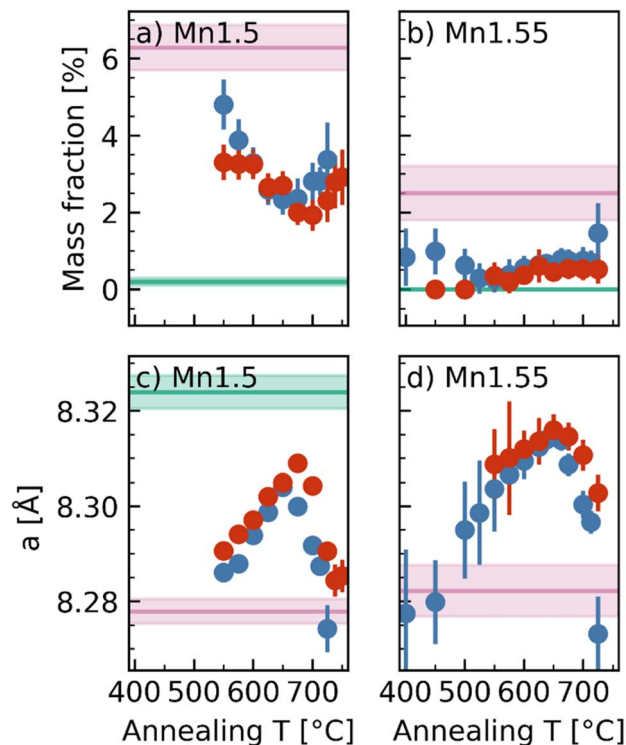 a) Mn1.5
b) Mn1.55
Mass fraction [%]
6
4
2
0
c) Mn1.5
d) Mn1.55
a [Å]
8.32
8.30
8.28
400 500 600 700
400 500 600 700
Annealing T [°C]
Annealing T [°C]